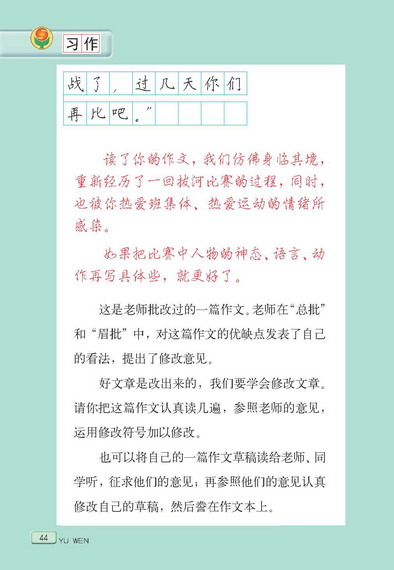 习作
战了，过几天你们
再比吧。”
读了你的作文，我们仿佛身临其境，
重新经历了一回拔河比赛的过程，同时，
也被你热爱班集体、热爱运动的情绪所
感染。
如果把比赛中人物的神态、语言、动
作再写具体些，就更好了。
这是老师批改过的一篇作文。老师在“总批”
和“眉批”中，对这篇作文的优缺点发表了自己
的看法，提出了修改意见。
好文章是改出来的，我们要学会修改文章。
请你把这篇作文认真读几遍，参照老师的意见，
运用修改符号加以修改。
也可以将自己的一篇作文草稿读给老师、同
学听，征求他们的意见；再参照他们的意见认真
修改自己的草稿，然后誊在作文本上。
44
YU WEN